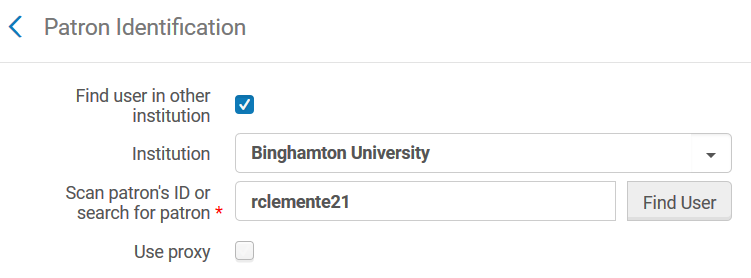 Patron Identification
Find user in other
institution
Institution
Binghamton University
Scan patron's ID or
search for patron *
rclemente21
Find User
Use proxy